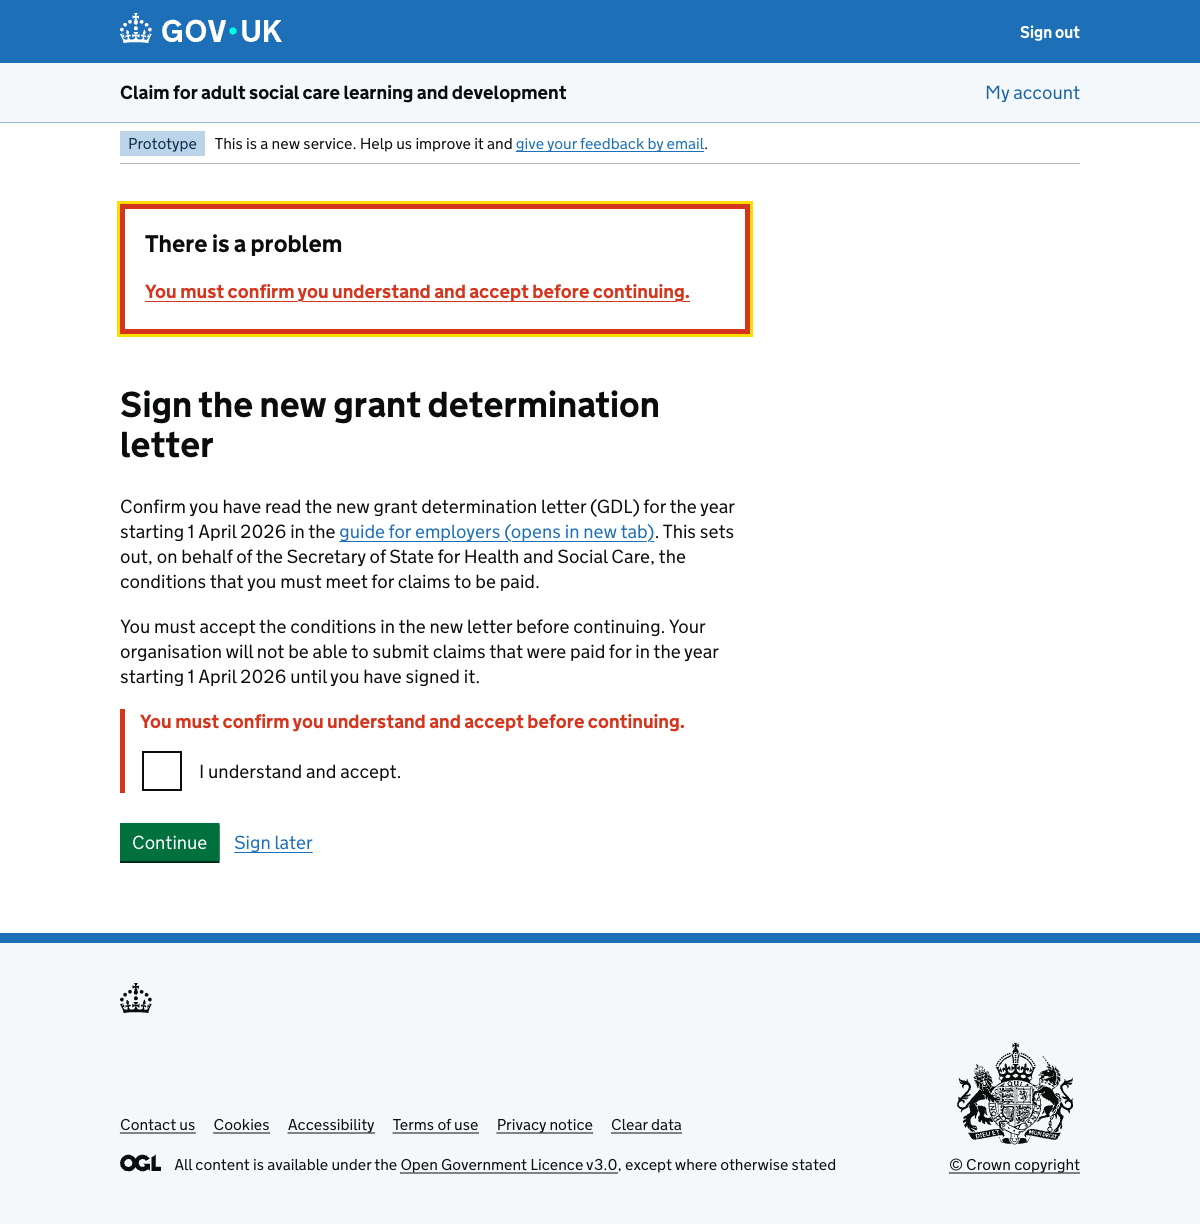 GOV·UK
Sign out
Claim for adult social care learning and development
My account
Prototype
This is a new service. Help us improve it and give your feedback by email.
There is a problem
You must confirm you understand and accept before continuing.
Sign the new grant determination
letter
Confirm you have read the new grant determination letter (GDL) for the year
starting 1 April 2026 in the guide for employers (opens in new tab). This sets
out, on behalf of the Secretary of State for Health and Social Care, the
conditions that you must meet for claims to be paid.
You must accept the conditions in the new letter before continuing. Your
organisation will not be able to submit claims that were paid for in the year
starting 1 April 2026 until you have signed it.
You must confirm you understand and accept before continuing.
I understand and accept.
Continue
Sign later
Contact us
Cookies
Accessibility
Terms of use
Privacy notice
Clear data
OGL
All content is available under the Open Government Licence v3.0, except where otherwise stated
© Crown copyright